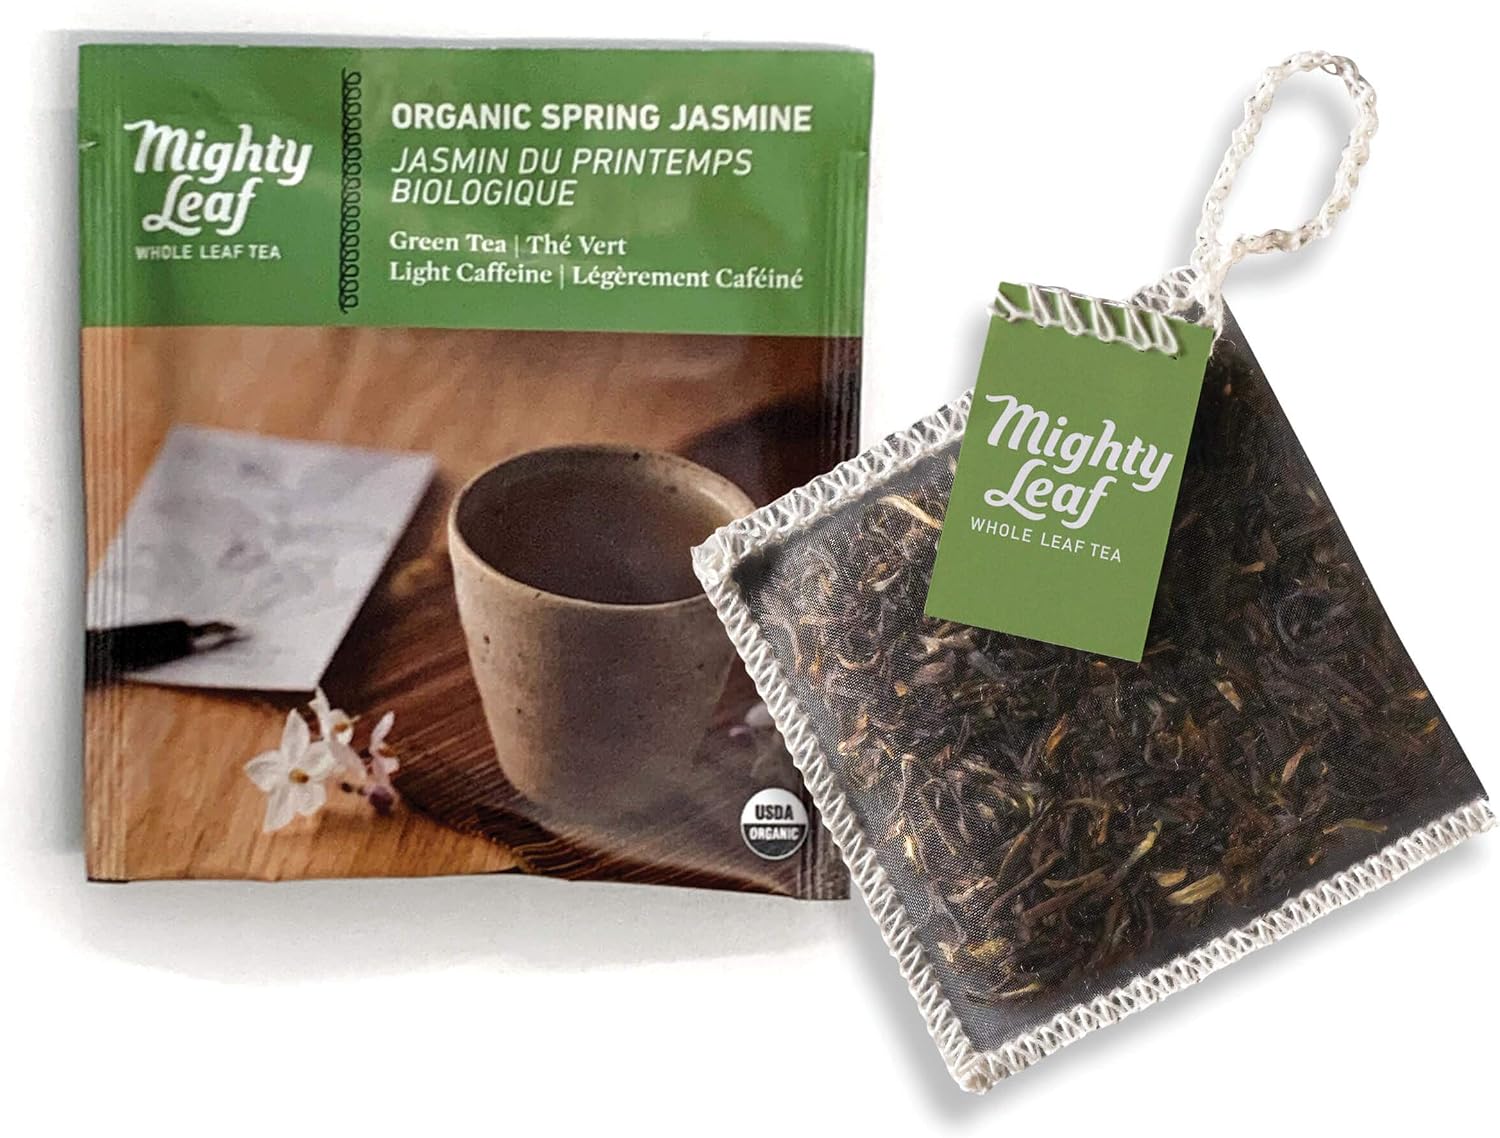 Mighty
Leaf
WHOLE LEAF TEA
ORGANIC SPRING JASMINE
JASMIN DU PRINTEMPS
BIOLOGIQUE
Green Tea | Thé Vert
Light Caffeine | Légèrement Caféiné
USDA
ORGANIC
Mighty
Leaf
WHOLE LEAF TEA